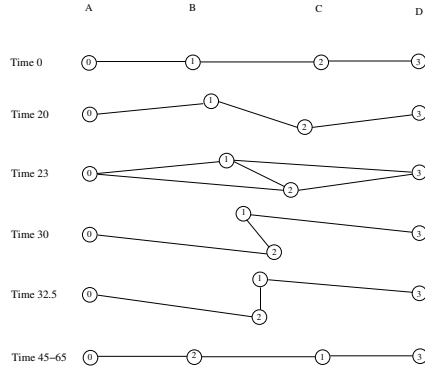 A B C D
Time 0 0 1 2 3
Time 20 0 1 2 3
Time 23 0 1 2 3
Time 30 0 1 2 3
Time 32.5 0 1 2 3
Time 45−65 0 2 1 3